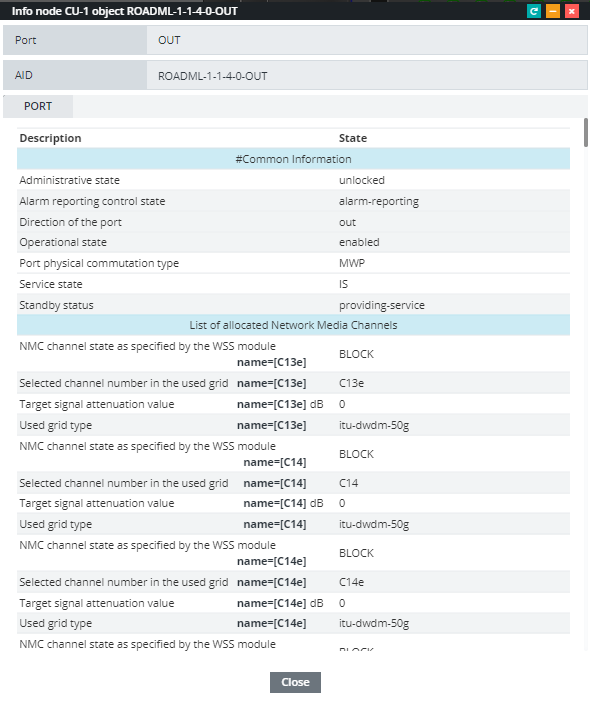 Info node CU-1 object ROADML-1-1-4-0-OUT
Port OUT
AID ROADML-1-1-4-0-OUT
PORT
Description State
#Common Information
Administrative state unlocked
Alarm reporting control state alarm-reporting
Direction of the port out
Operational state enabled
Port physical commutation type MWP
Service state IS
Standby status providing-service
List of allocated Network Media Channels
NMC channel state as specified by the WSS module
name=[C13e] BLOCK
Selected channel number in the used grid name=[C13e] C13e
Target signal attenuation value name=[C13e] dB 0
Used grid type name=[C13e] itu-dwdm-50g
NMC channel state as specified by the WSS module
name=[C14] BLOCK
Selected channel number in the used grid name=[C14] C14
Target signal attenuation value name=[C14] dB 0
Used grid type name=[C14] itu-dwdm-50g
NMC channel state as specified by the WSS module
name=[C14e] BLOCK
Selected channel number in the used grid name=[C14e] C14e
Target signal attenuation value name=[C14e] dB 0
Used grid type name=[C14e] itu-dwdm-50g
NMC channel state as specified by the WSS module
BLOCK
Close